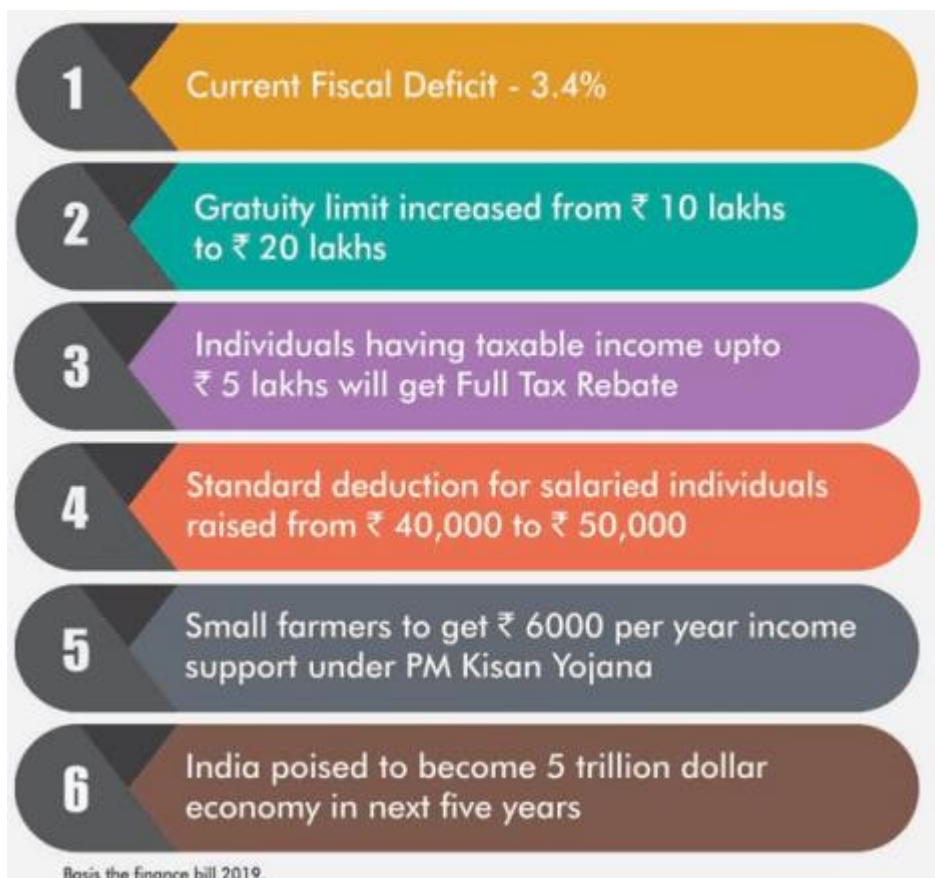 1
Current Fiscal Deficit - 3.4%
2
Gratuity limit increased from ₹ 10 lakhs
to ₹ 20 lakhs
3
Individuals having taxable income upto
₹ 5 lakhs will get Full Tax Rebate
4
Standard deduction for salaried individuals
raised from ₹ 40,000 to ₹ 50,000
5
Small farmers to get ₹ 6000 per year income
support under PM Kisan Yojana
6
India poised to become 5 trillion dollar
economy in next five years
Basis the finance bill 2019.